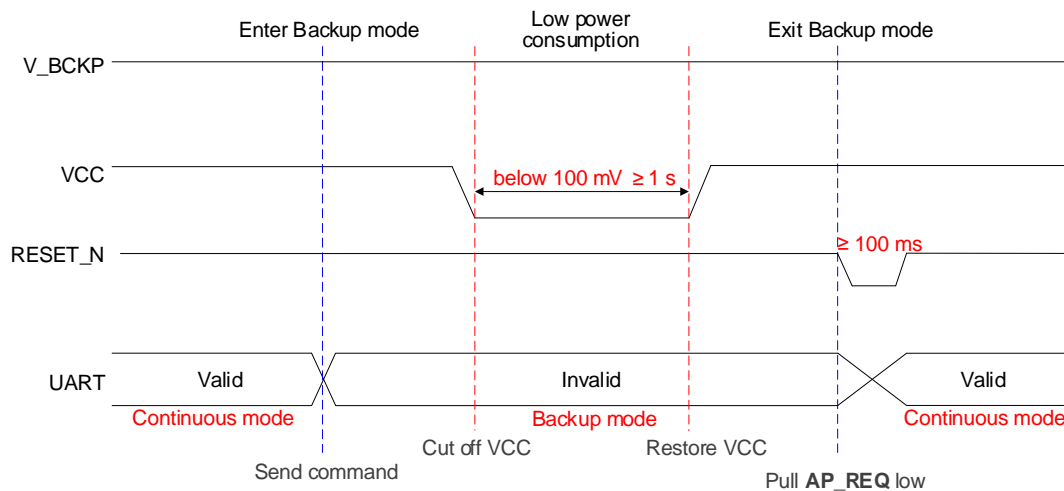 Enter Backup mode
Low power
consumption
Exit Backup mode
V_BCKP
VCC
below 100 mV ≥ 1 s
RESET_N
≥ 100 ms
UART
Valid
Invalid
Valid
Continuous mode
Backup mode
Continuous mode
Cut off VCC
Restore VCC
Send command
Pull AP_REQ low